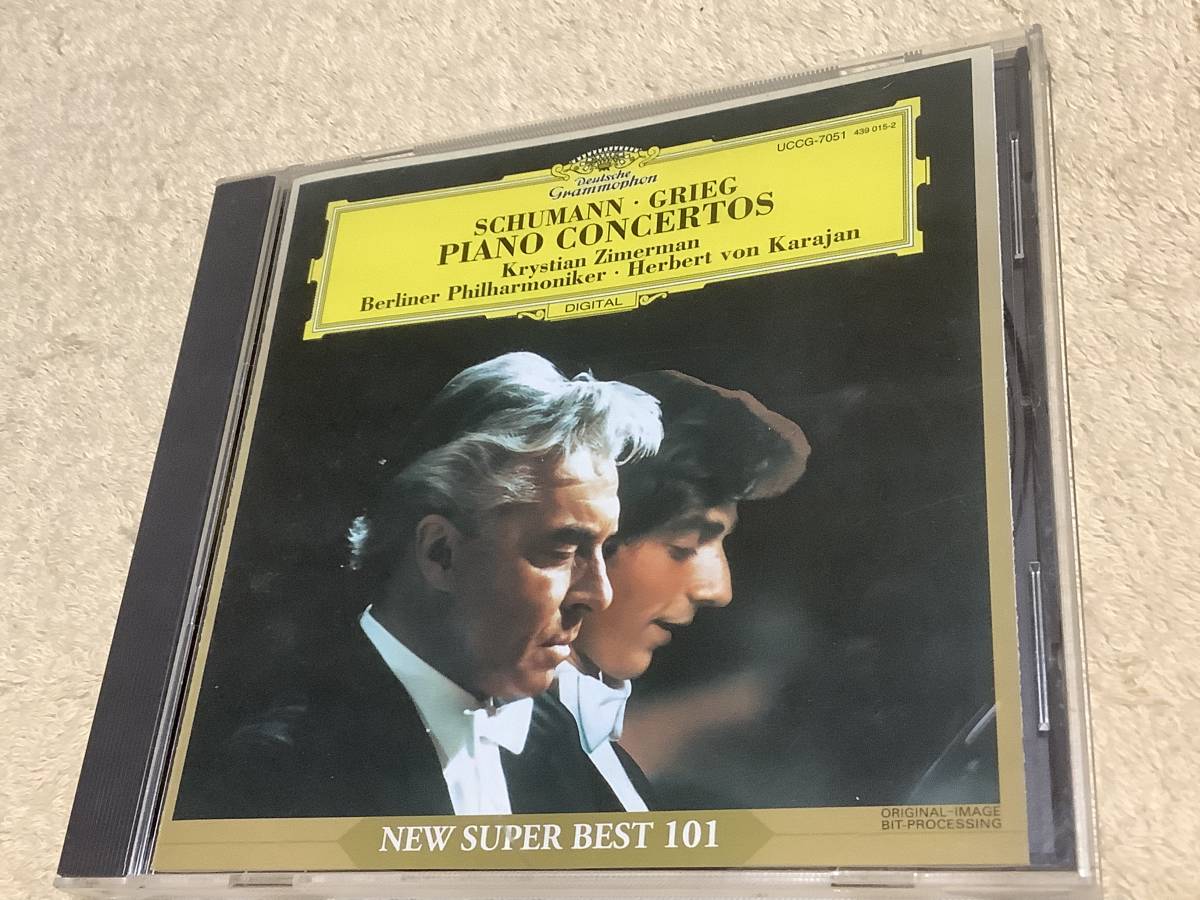 UCCG-7051 439 015-2
Deutsche
Grammophon
SCHUMANN · GRIEG
PIANO CONCERTOS
Krystian Zimerman
Berliner Philharmoniker · Herbert von Karajan
DIGITAL
ORIGINAL-IMAGE
BIT-PROCESSING
NEW SUPER BEST 101